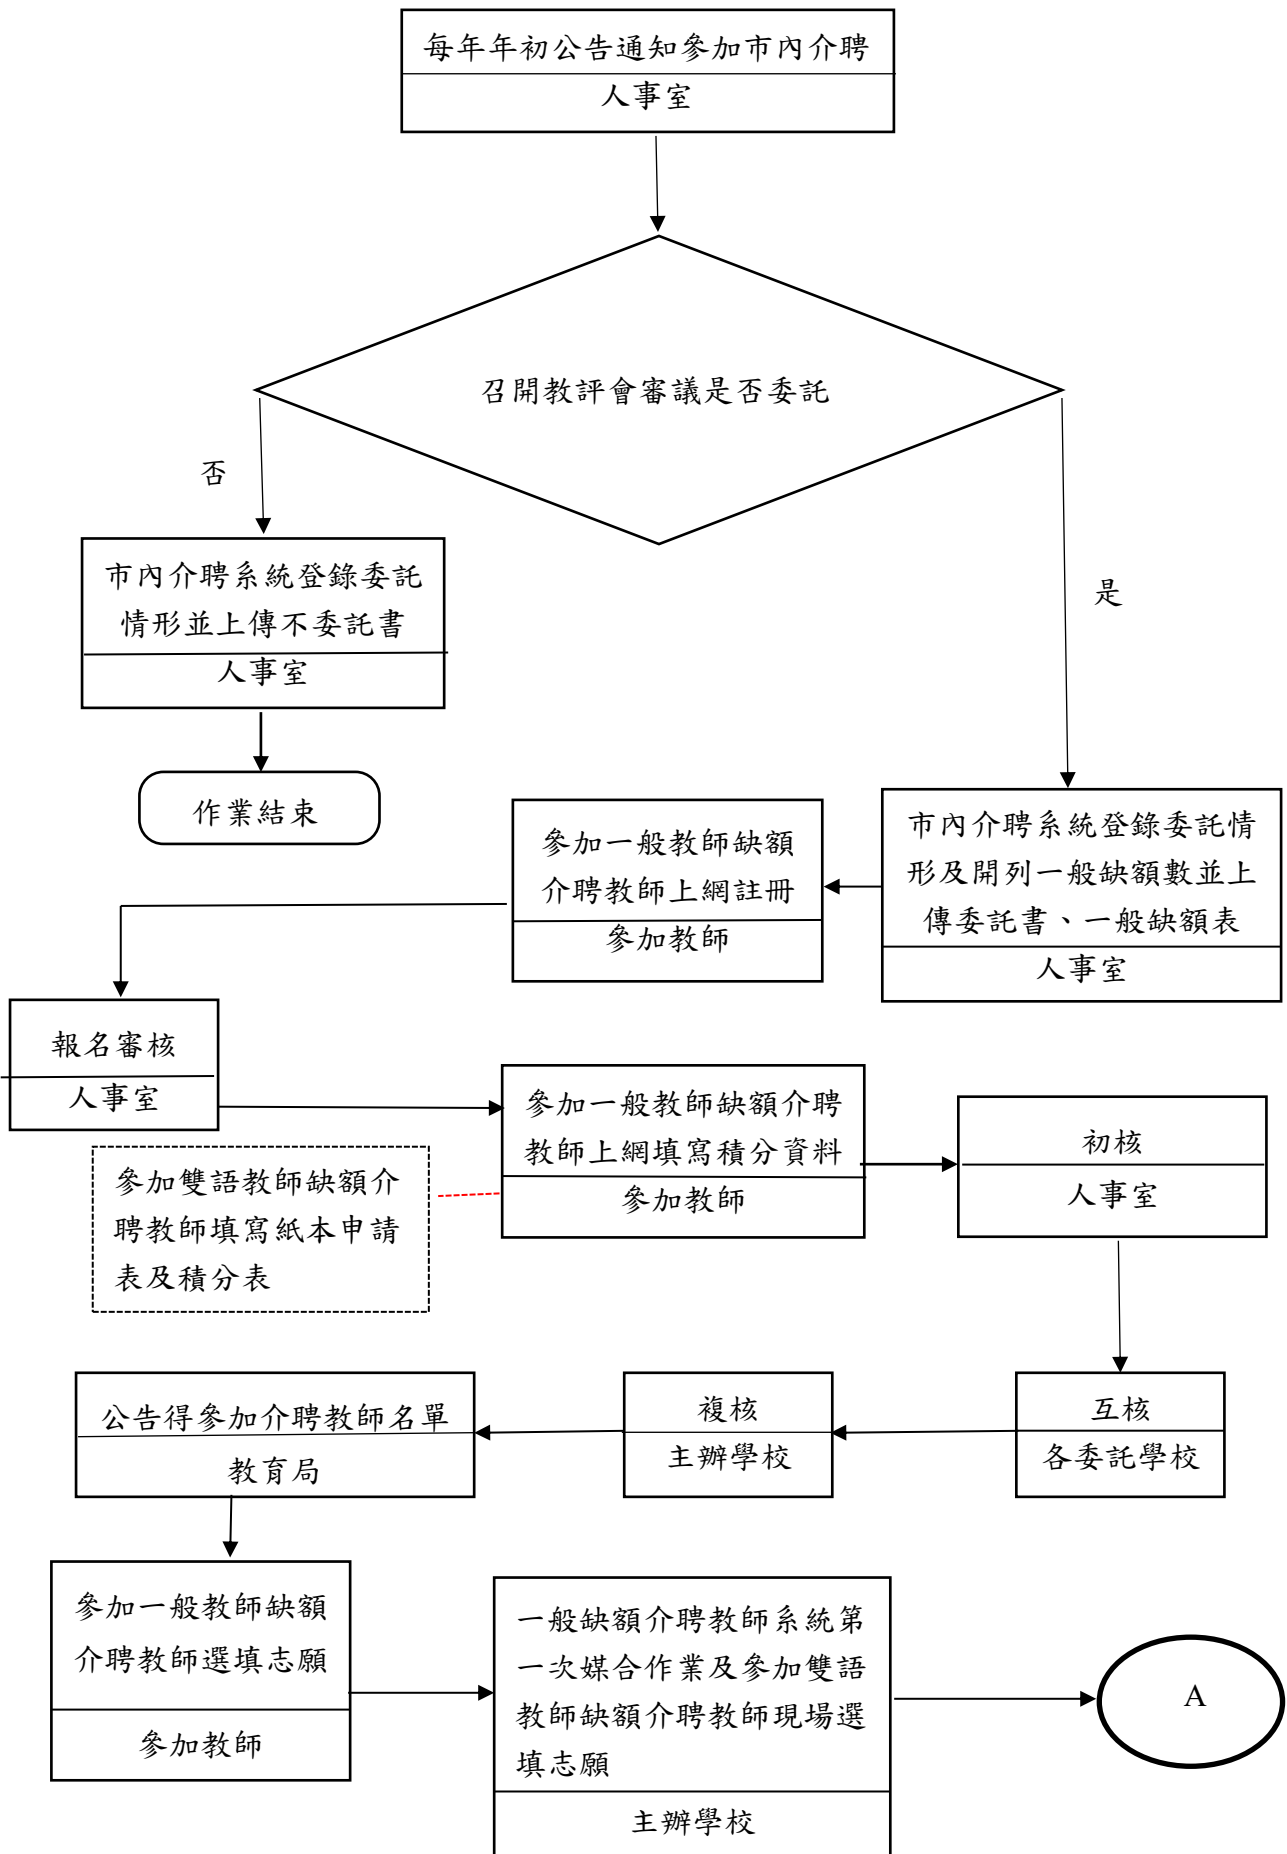 每年年初公告通知參加市內介聘
人事室
召開教評會審議是否委託
否
是
市內介聘系統登錄委託
情形並上傳不委託書
人事室
作業結束
市內介聘系統登錄委託情
形及開列一般缺額數並上
傳委託書、一般缺額表
人事室
參加一般教師缺額
介聘教師上網註冊
參加教師
報名審核
人事室
參加一般教師缺額介聘
教師上網填寫積分資料
參加教師
參加雙語教師缺額介
聘教師填寫紙本申請
表及積分表
初核
人事室
互核
各委託學校
複核
主辦學校
公告得參加介聘教師名單
教育局
參加一般教師缺額
介聘教師選填志願
參加教師
一般缺額介聘教師系統第
一次媒合作業及參加雙語
教師缺額介聘教師現場選
填志願
主辦學校
A